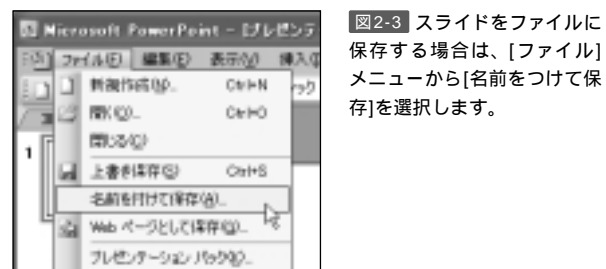 Microsoft PowerPoint - [プレゼンテ
ファイル(F) 編集(E) 表示(V) 挿入(I
新規作成(N)... Ctrl+N
開く(O)... Ctrl+O
閉じる(C)
1
上書き保存(S) Ctrl+S
名前を付けて保存(A)...
Web ページとして保存(G)...
プレゼンテーション パック(K)...
図2-3 スライドをファイルに
保存する場合は、[ファイル]
メニューから[名前をつけて保
存]を選択します。